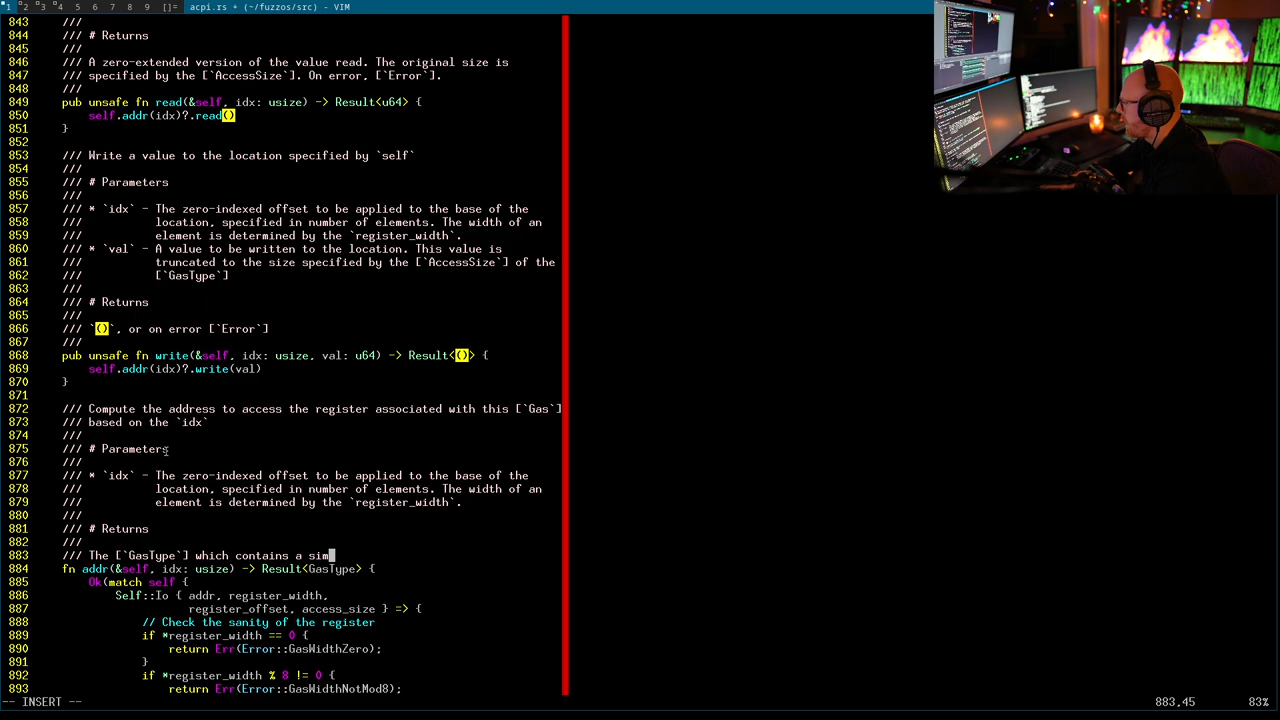 1 2 3 4 5 6 7 8 9 []= acpi.rs * (~/fuzzos/src) - VIM
843 ///
844 /// # Returns
845 ///
846 /// A zero-extended version of the value read. The original size is
847 /// specified by the [`AccessSize`]. On error, [`Error`].
848 ///
849 pub unsafe fn read(&self, idx: usize) -> Result<u64> {
850 self.addr(idx)?.read()
851 }
852
853 /// Write a value to the location specified by `self`
854 ///
855 /// # Parameters
856 ///
857 /// * `idx` - The zero-indexed offset to be applied to the base of the
858 /// location, specified in number of elements. The width of an
859 /// element is determined by the `register_width`.
860 /// * `val` - A value to be written to the location. This value is
861 /// truncated to the size specified by the [`AccessSize`] of the
862 /// [`GasType`]
863 ///
864 /// # Returns
865 ///
866 /// `()`, or on error [`Error`]
867 ///
868 pub unsafe fn write(&self, idx: usize, val: u64) -> Result<()> {
869 self.addr(idx)?.write(val)
870 }
871
872 /// Compute the address to access the register associated with this [`Gas`]
873 /// based on the `idx`
874 ///
875 /// # Parameters
876 ///
877 /// * `idx` - The zero-indexed offset to be applied to the base of the
878 /// location, specified in number of elements. The width of an
879 /// element is determined by the `register_width`.
880 ///
881 /// # Returns
882 ///
883 /// The [`GasType`] which contains a sim
884 fn addr(&self, idx: usize) -> Result<GasType> {
885 Ok(match self {
886 Self::Io { addr, register_width,
887 register_offset, access_size } => {
888 // Check the sanity of the register
889 if *register_width == 0 {
890 return Err(Error::GasWidthZero);
891 }
892 if *register_width % 8 != 0 {
893 return Err(Error::GasWidthNotMod8);
-- INSERT -- 883,45 83%